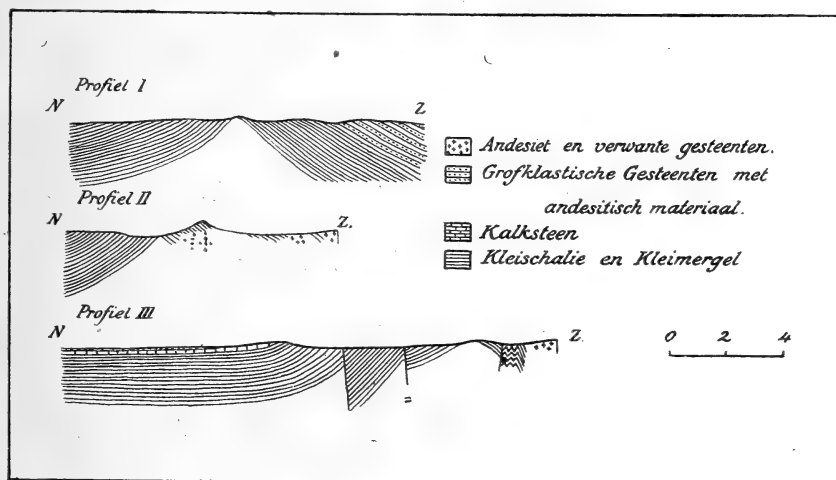 Profiel I
N Z
Profiel II
N Z.
Profiel III
N Z.
Andesiet en verwante gesteenten.
Grofklastische Gesteenten met
andesitisch materiaal.
Kalksteen
Kleischalie en Kleimergel
0 2 4